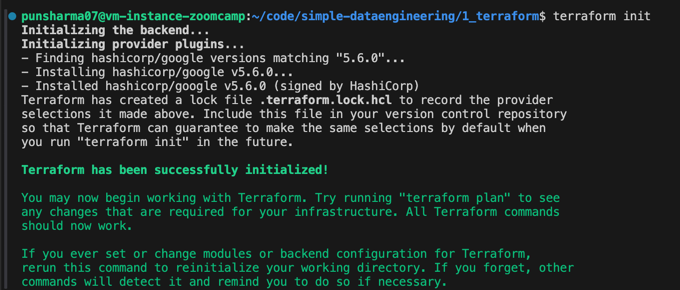 punsharma07@vm-instance-zoomcamp:~/code/simple-dataengineering/1_terraform$ terraform init
Initializing the backend...
Initializing provider plugins...
- Finding hashicorp/google versions matching "5.6.0"...
- Installing hashicorp/google v5.6.0...
- Installed hashicorp/google v5.6.0 (signed by HashiCorp)
Terraform has created a lock file .terraform.lock.hcl to record the provider
selections it made above. Include this file in your version control repository
so that Terraform can guarantee to make the same selections by default when
you run "terraform init" in the future.
Terraform has been successfully initialized!
You may now begin working with Terraform. Try running "terraform plan" to see
any changes that are required for your infrastructure. All Terraform commands
should now work.
If you ever set or change modules or backend configuration for Terraform,
rerun this command to reinitialize your working directory. If you forget, other
commands will detect it and remind you to do so if necessary.